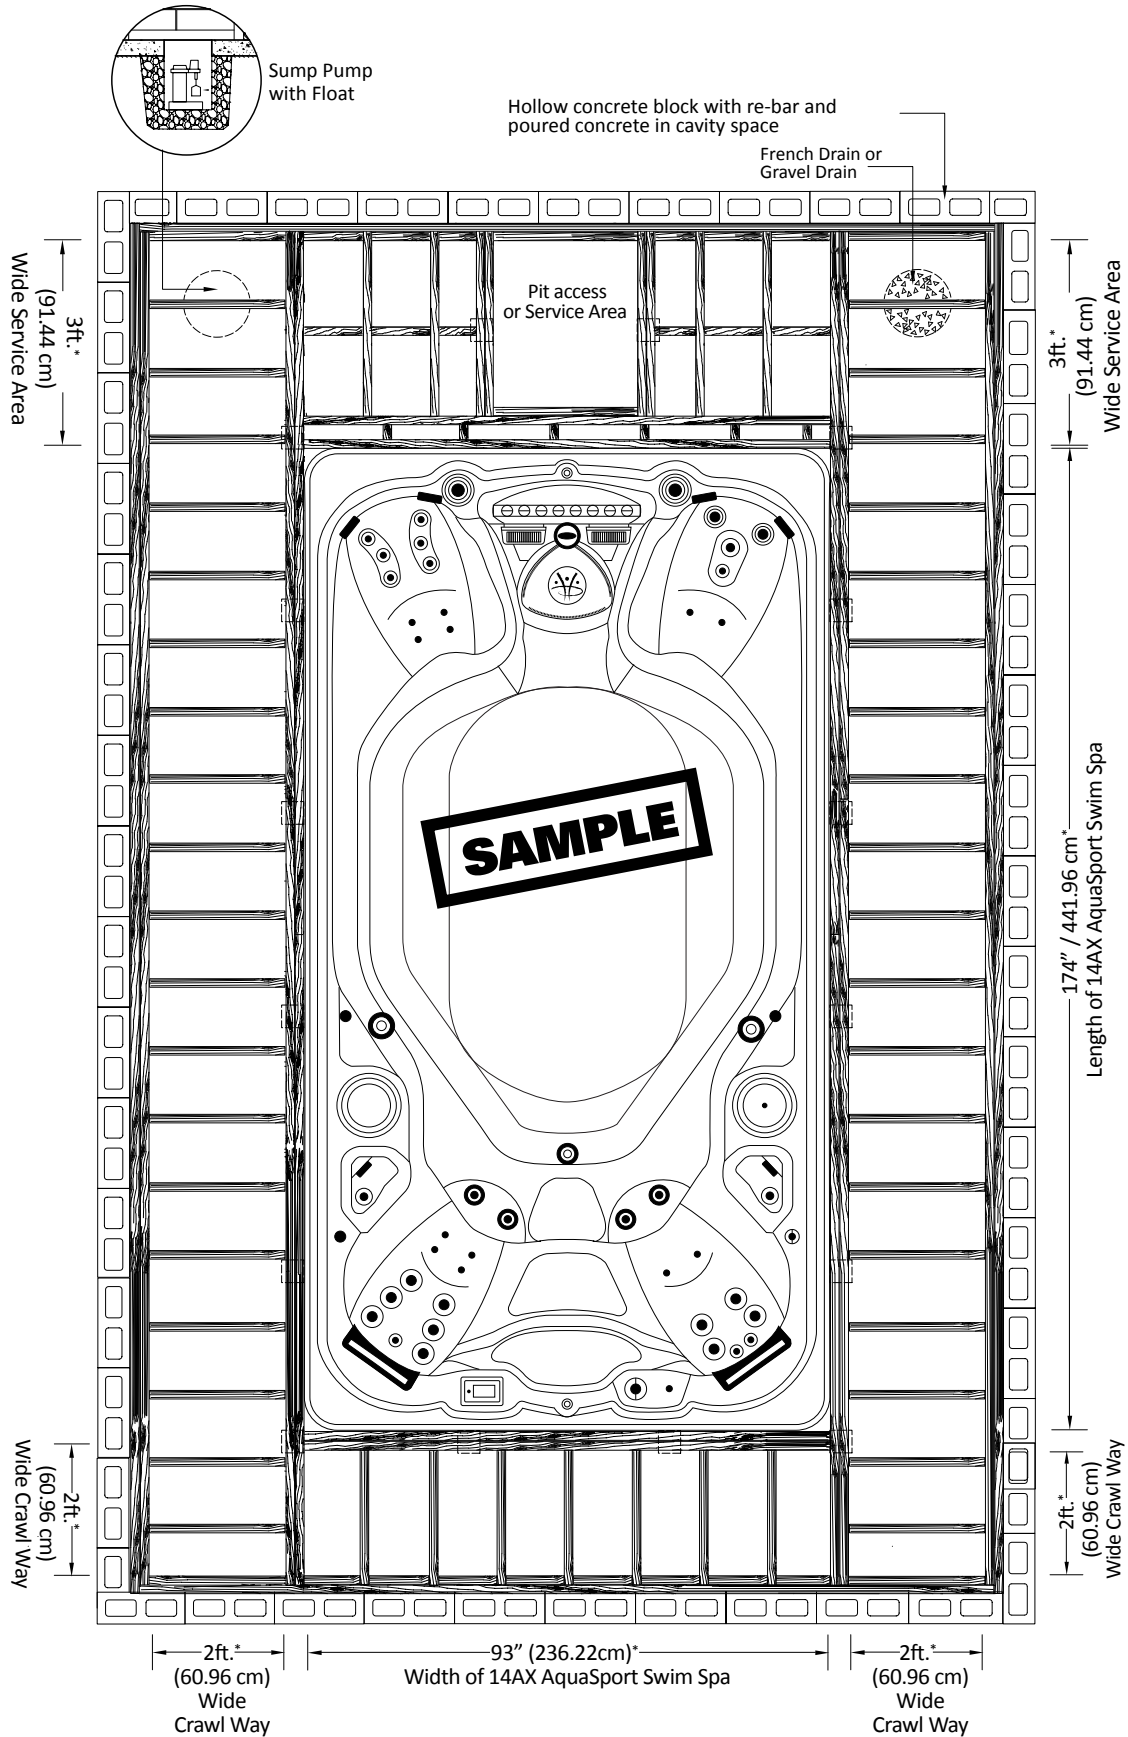 Sump Pump
with Float
Hollow concrete block with re-bar and
poured concrete in cavity space
French Drain or
Gravel Drain
Pit access
or Service Area
3ft.*
(91.44 cm)
Wide Service Area
3ft.*
(91.44 cm)
Wide Service Area
SAMPLE
174” / 441.96 cm*
Length of 14AX AquaSport Swim Spa
2ft.*
(60.96 cm)
Wide Crawl Way
2ft.*
(60.96 cm)
Wide Crawl Way
2ft.*
(60.96 cm)
Wide
Crawl Way
93” (236.22cm)*
Width of 14AX AquaSport Swim Spa
2ft.*
(60.96 cm)
Wide
Crawl Way